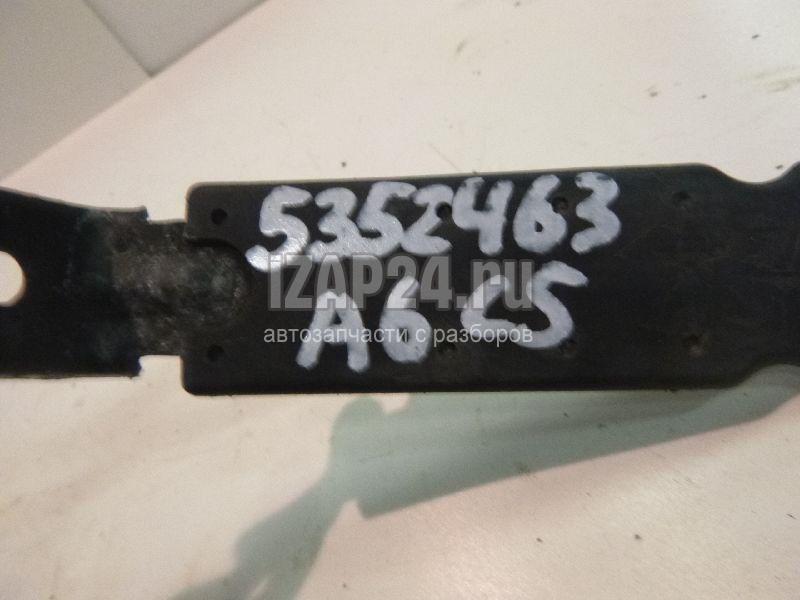 5352463
iZAP24.ru
A6 C5
автозапчасти с разборов